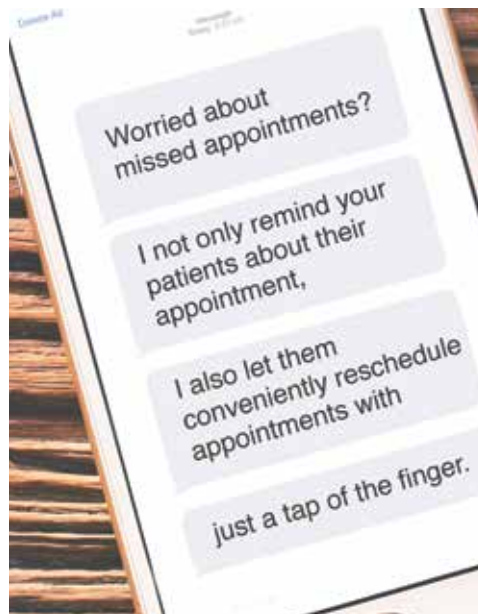 Worried about
missed appointments?
I not only remind your
patients about their
appointment,
I also let them
conveniently reschedule
appointments with
just a tap of the finger.